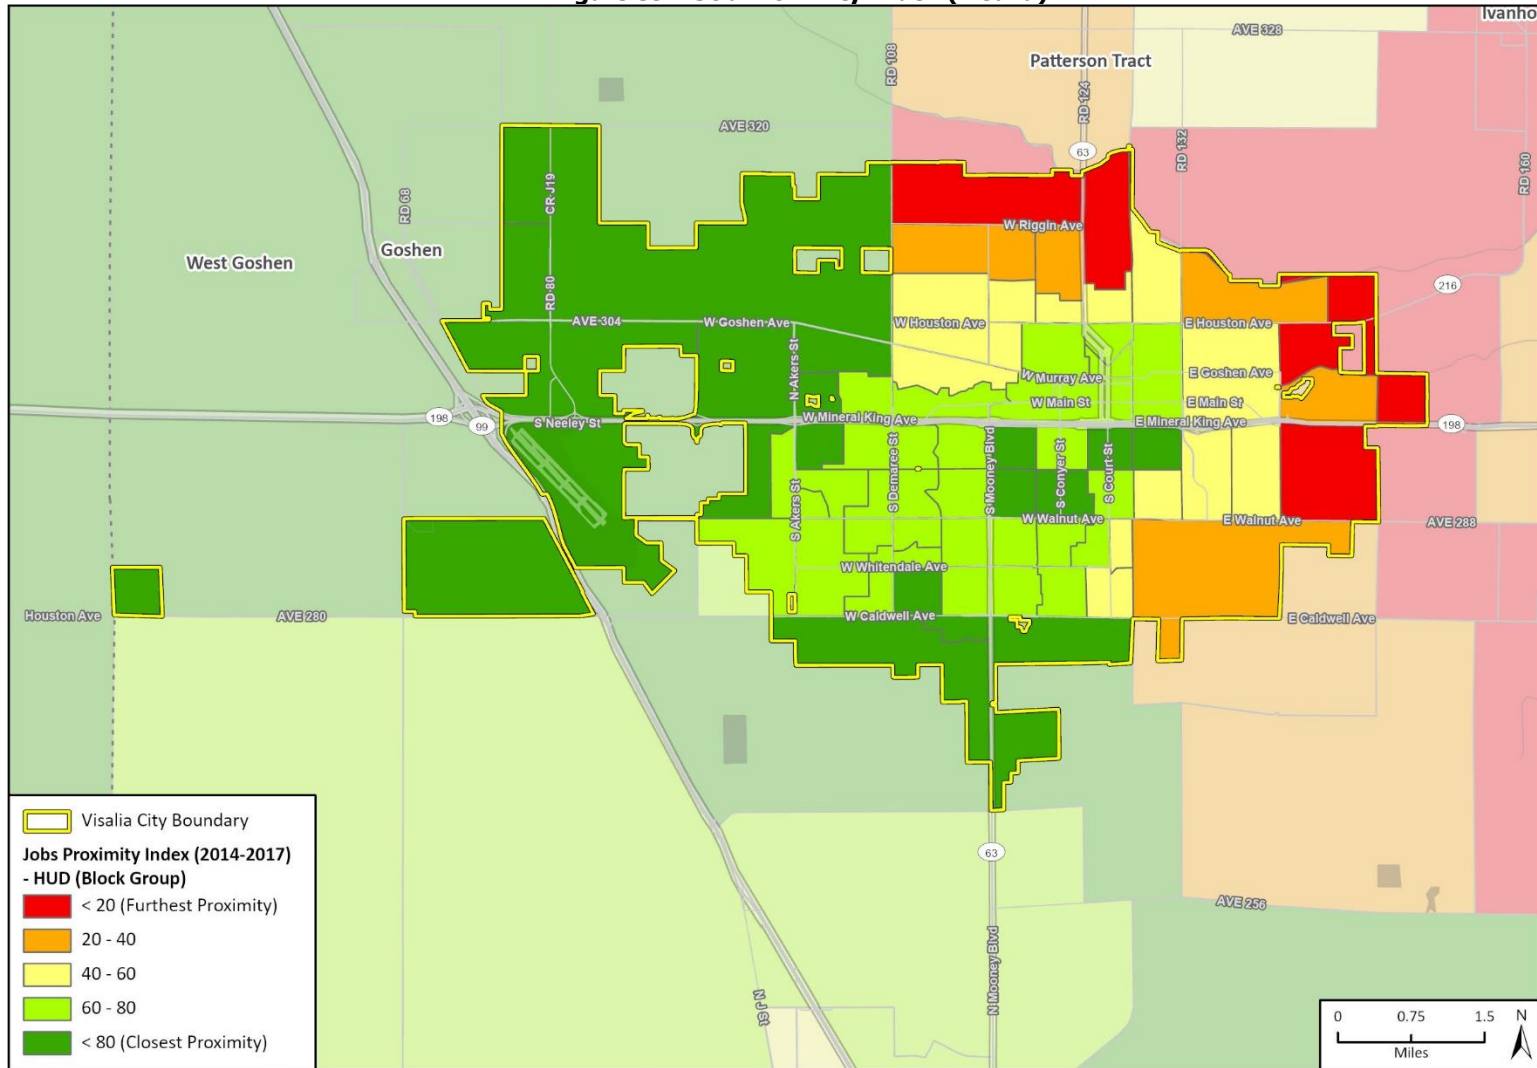 Ivanho
AVE 328
Patterson Tract
RD 108
RD 124
RD 132
RD 160
AVE 320
63
CR J19
RD 68
W Riggin Ave
Goshen
West Goshen
RD 80
216
AVE 304
W Goshen Ave
W Houston Ave
E Houston Ave
N Akers St
W Murray Ave
E Goshen Ave
W Main St
E Main St
198
99
S Neeley St
W Mineral King Ave
E Mineral King Ave
198
S Demaree St
S Mooney Blvd
S Conyer St
S Court St
S Akers St
W Walnut Ave
E Walnut Ave
AVE 288
W Whitendale Ave
Houston Ave
AVE 280
W Caldwell Ave
E Caldwell Ave
63
AVE 256
N Mooney Blvd
N J St
Visalia City Boundary
Jobs Proximity Index (2014-2017)
- HUD (Block Group)
< 20 (Furthest Proximity)
20 - 40
40 - 60
60 - 80
< 80 (Closest Proximity)
0 0.75 1.5 N
Miles